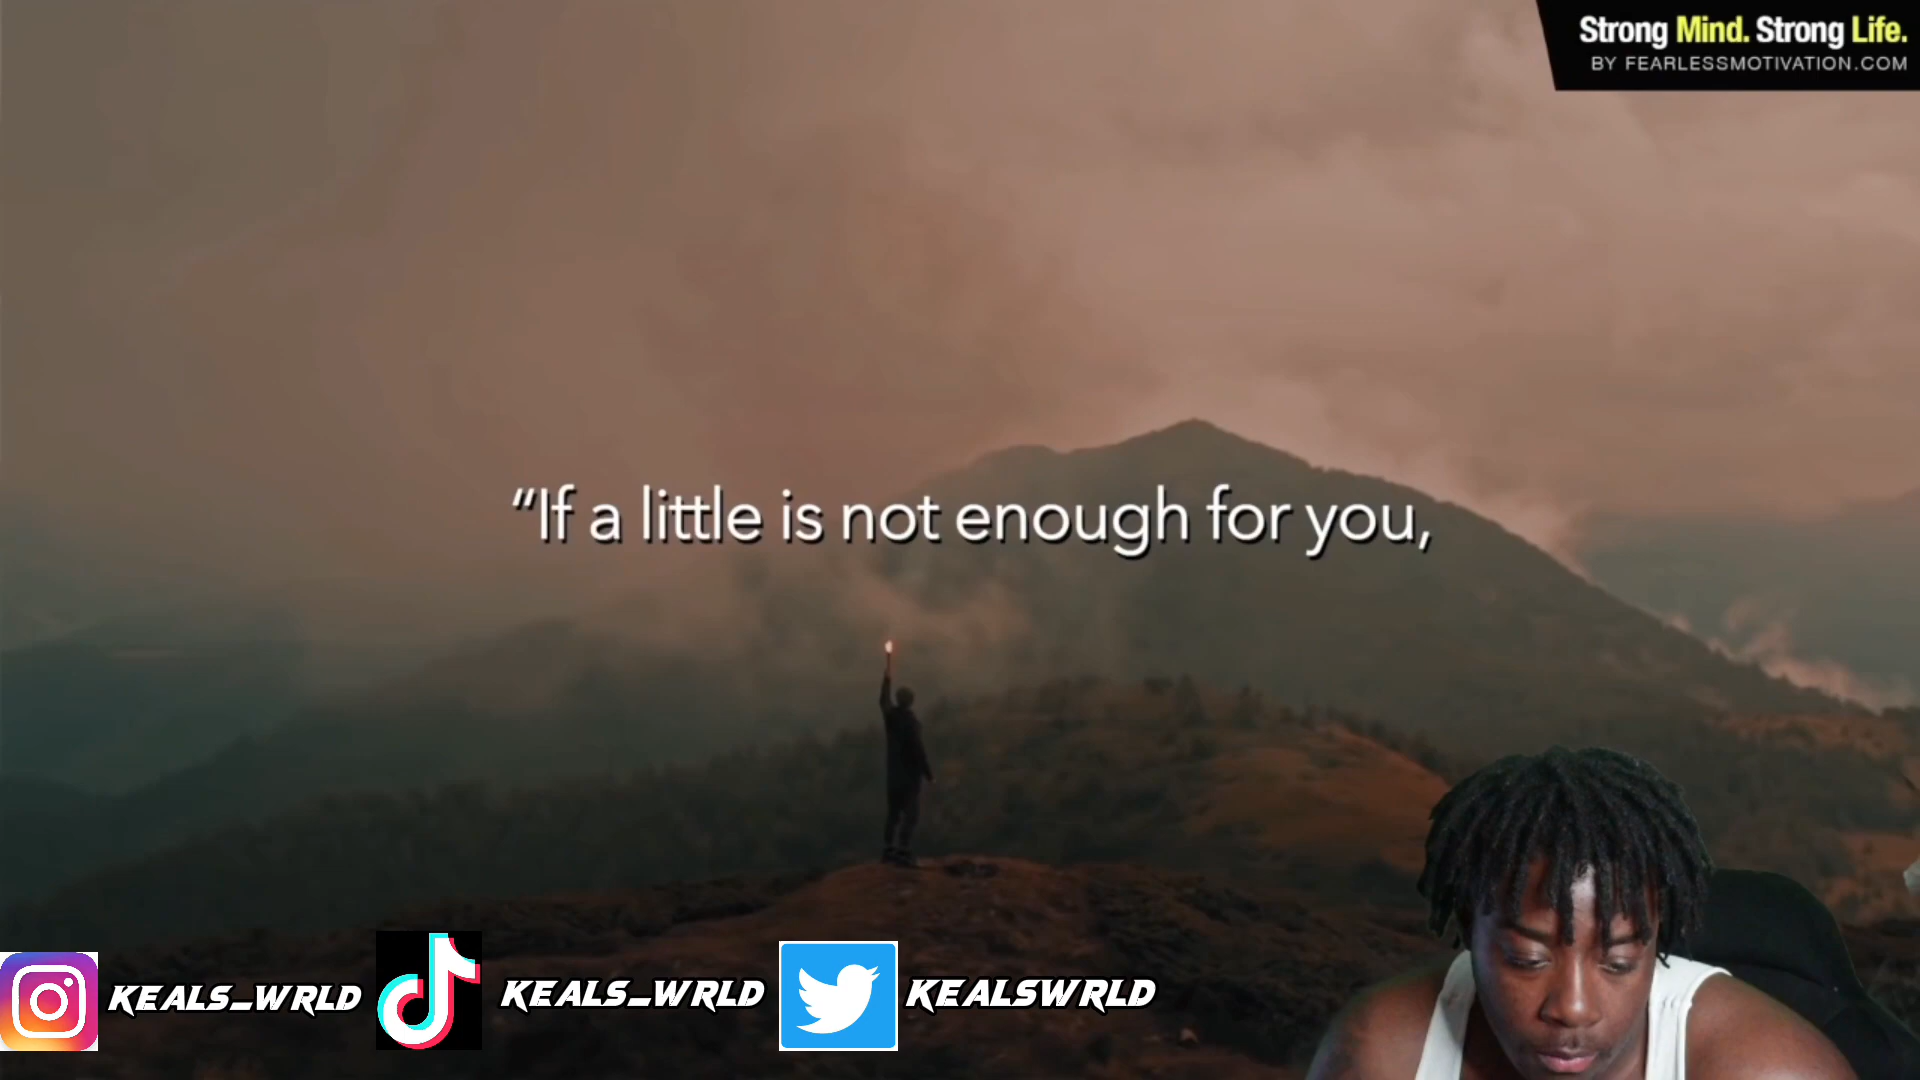 Strong Mind. Strong Life.
BY FEARLESSMOTIVATION.COM
“If a little is not enough for you,
KEALS_WRLD
KEALS_WRLD
KEALSWRLD